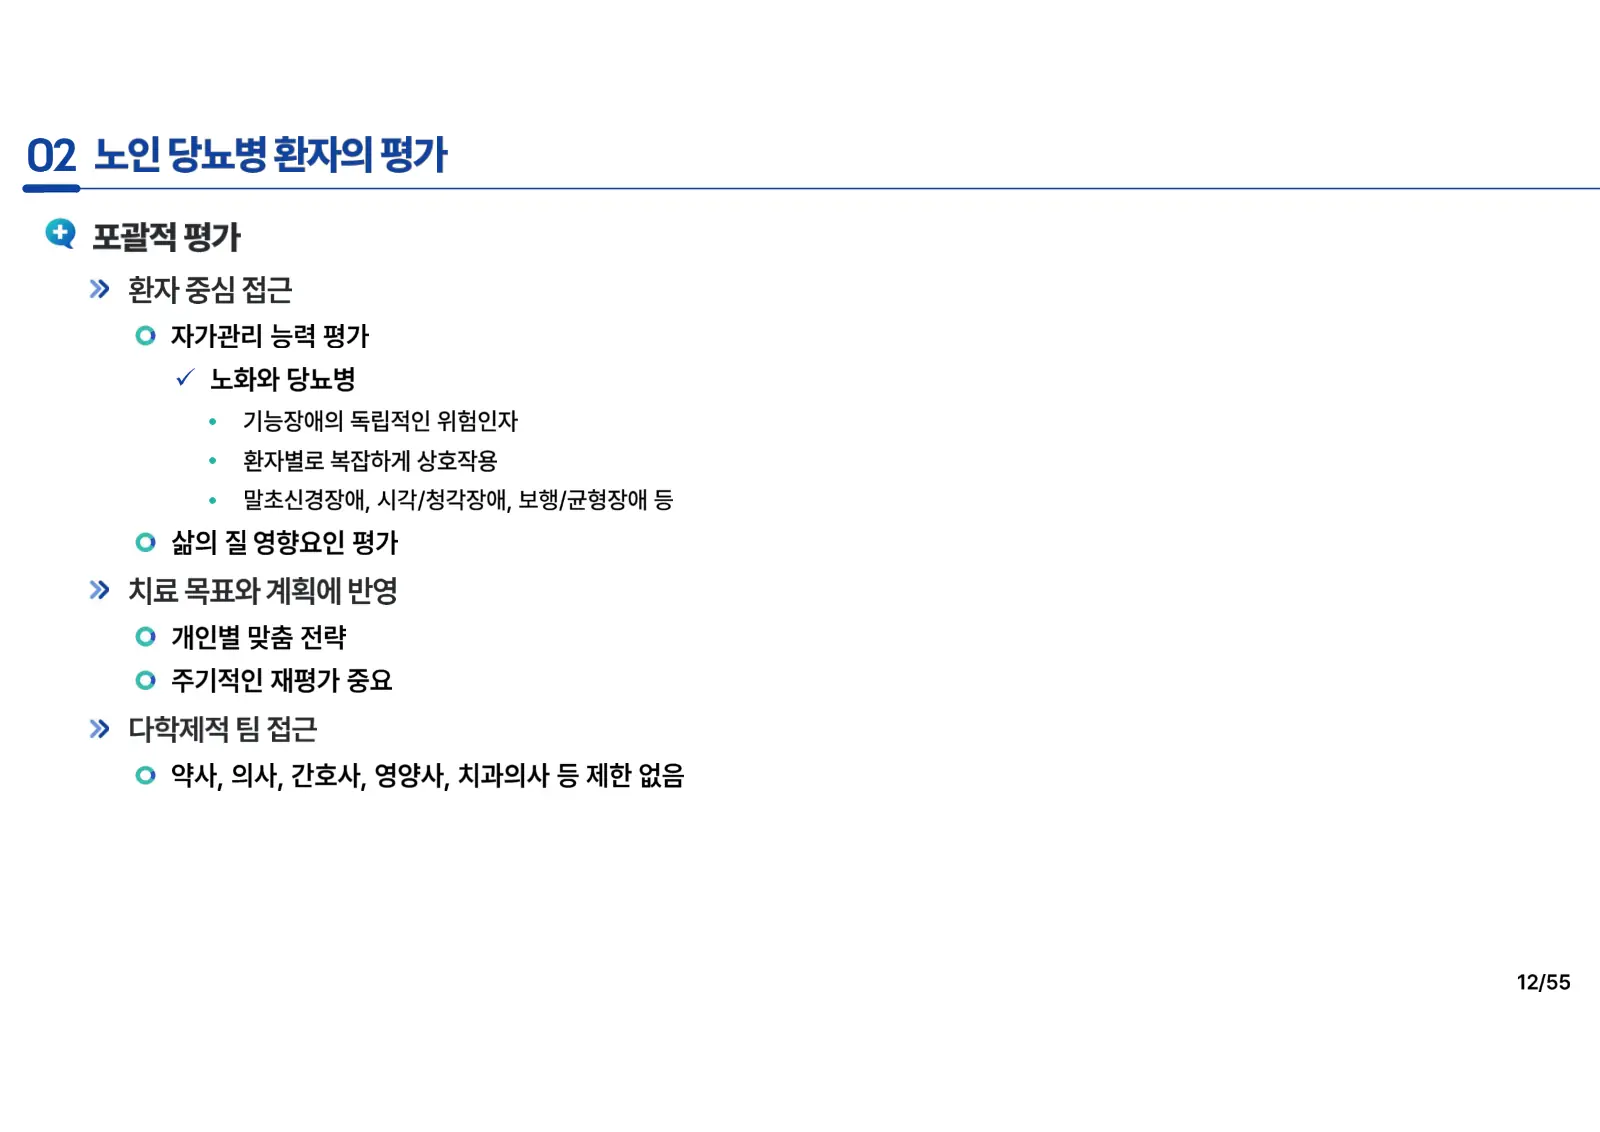 02 노인 당뇨병 환자의 평가
포괄적 평가
환자 중심 접근
자가관리 능력 평가
노화와 당뇨병
기능장애의 독립적인 위험인자
환자별로 복잡하게 상호작용
말초신경장애, 시각/청각장애, 보행/균형장애 등
삶의 질 영향요인 평가
치료 목표와 계획에 반영
개인별 맞춤 전략
주기적인 재평가 중요
다학제적 팀 접근
약사, 의사, 간호사, 영양사, 치과의사 등 제한 없음
12/55